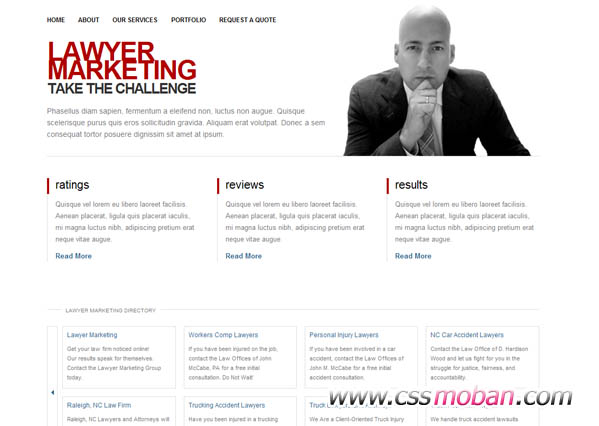 HOME ABOUT OUR SERVICES PORTFOLIO REQUEST A QUOTE
LAWYER
MARKETING
TAKE THE CHALLENGE
Phasellus diam sapien, fermentum a eleifend non, luctus non augue. Quisque
scelerisque purus quis eros sollicitudin gravida. Aliquam erat volutpat. Donec a sem
consequat tortor posuere dignissim sit amet at ipsum.
ratings
Quisque vel lorem eu libero laoreet facilisis.
Aenean placerat, ligula quis placerat iaculis,
mi magna luctus nibh, adipiscing pretium erat
neque vitae augue.
Read More
reviews
Quisque vel lorem eu libero laoreet facilisis.
Aenean placerat, ligula quis placerat iaculis,
mi magna luctus nibh, adipiscing pretium erat
neque vitae augue.
Read More
results
Quisque vel lorem eu libero laoreet facilisis.
Aenean placerat, ligula quis placerat iaculis,
mi magna luctus nibh, adipiscing pretium erat
neque vitae augue.
Read More
LAWYER MARKETING DIRECTORY
Lawyer Marketing
Get your law firm noticed online!
Our results speak for themselves.
Contact the Lawyer Marketing Group
today.
Workers Comp Lawyers
If you have been injured on the job,
contact the Law Offices of John
McCabe, PA for a free initial
consultation. Do Not Wait!
Personal Injury Lawyers
If you have been involved in a car
accident, contact the Law Offices of
John M. McCabe for a free initial
accident consultation.
NC Car Accident Lawyers
Contact the Law Office of D. Hardison
Wood and let us fight for you in the
struggle for justice, fairness, and
accountability.
Raleigh, NC Law Firm
Raleigh, NC Lawyers and Attorneys will
Trucking Accident Lawyers
Have you been injured in a trucking
We Are a Client-Oriented Truck Injury
We handle truck accident lawsuits
www.cssmoban.com